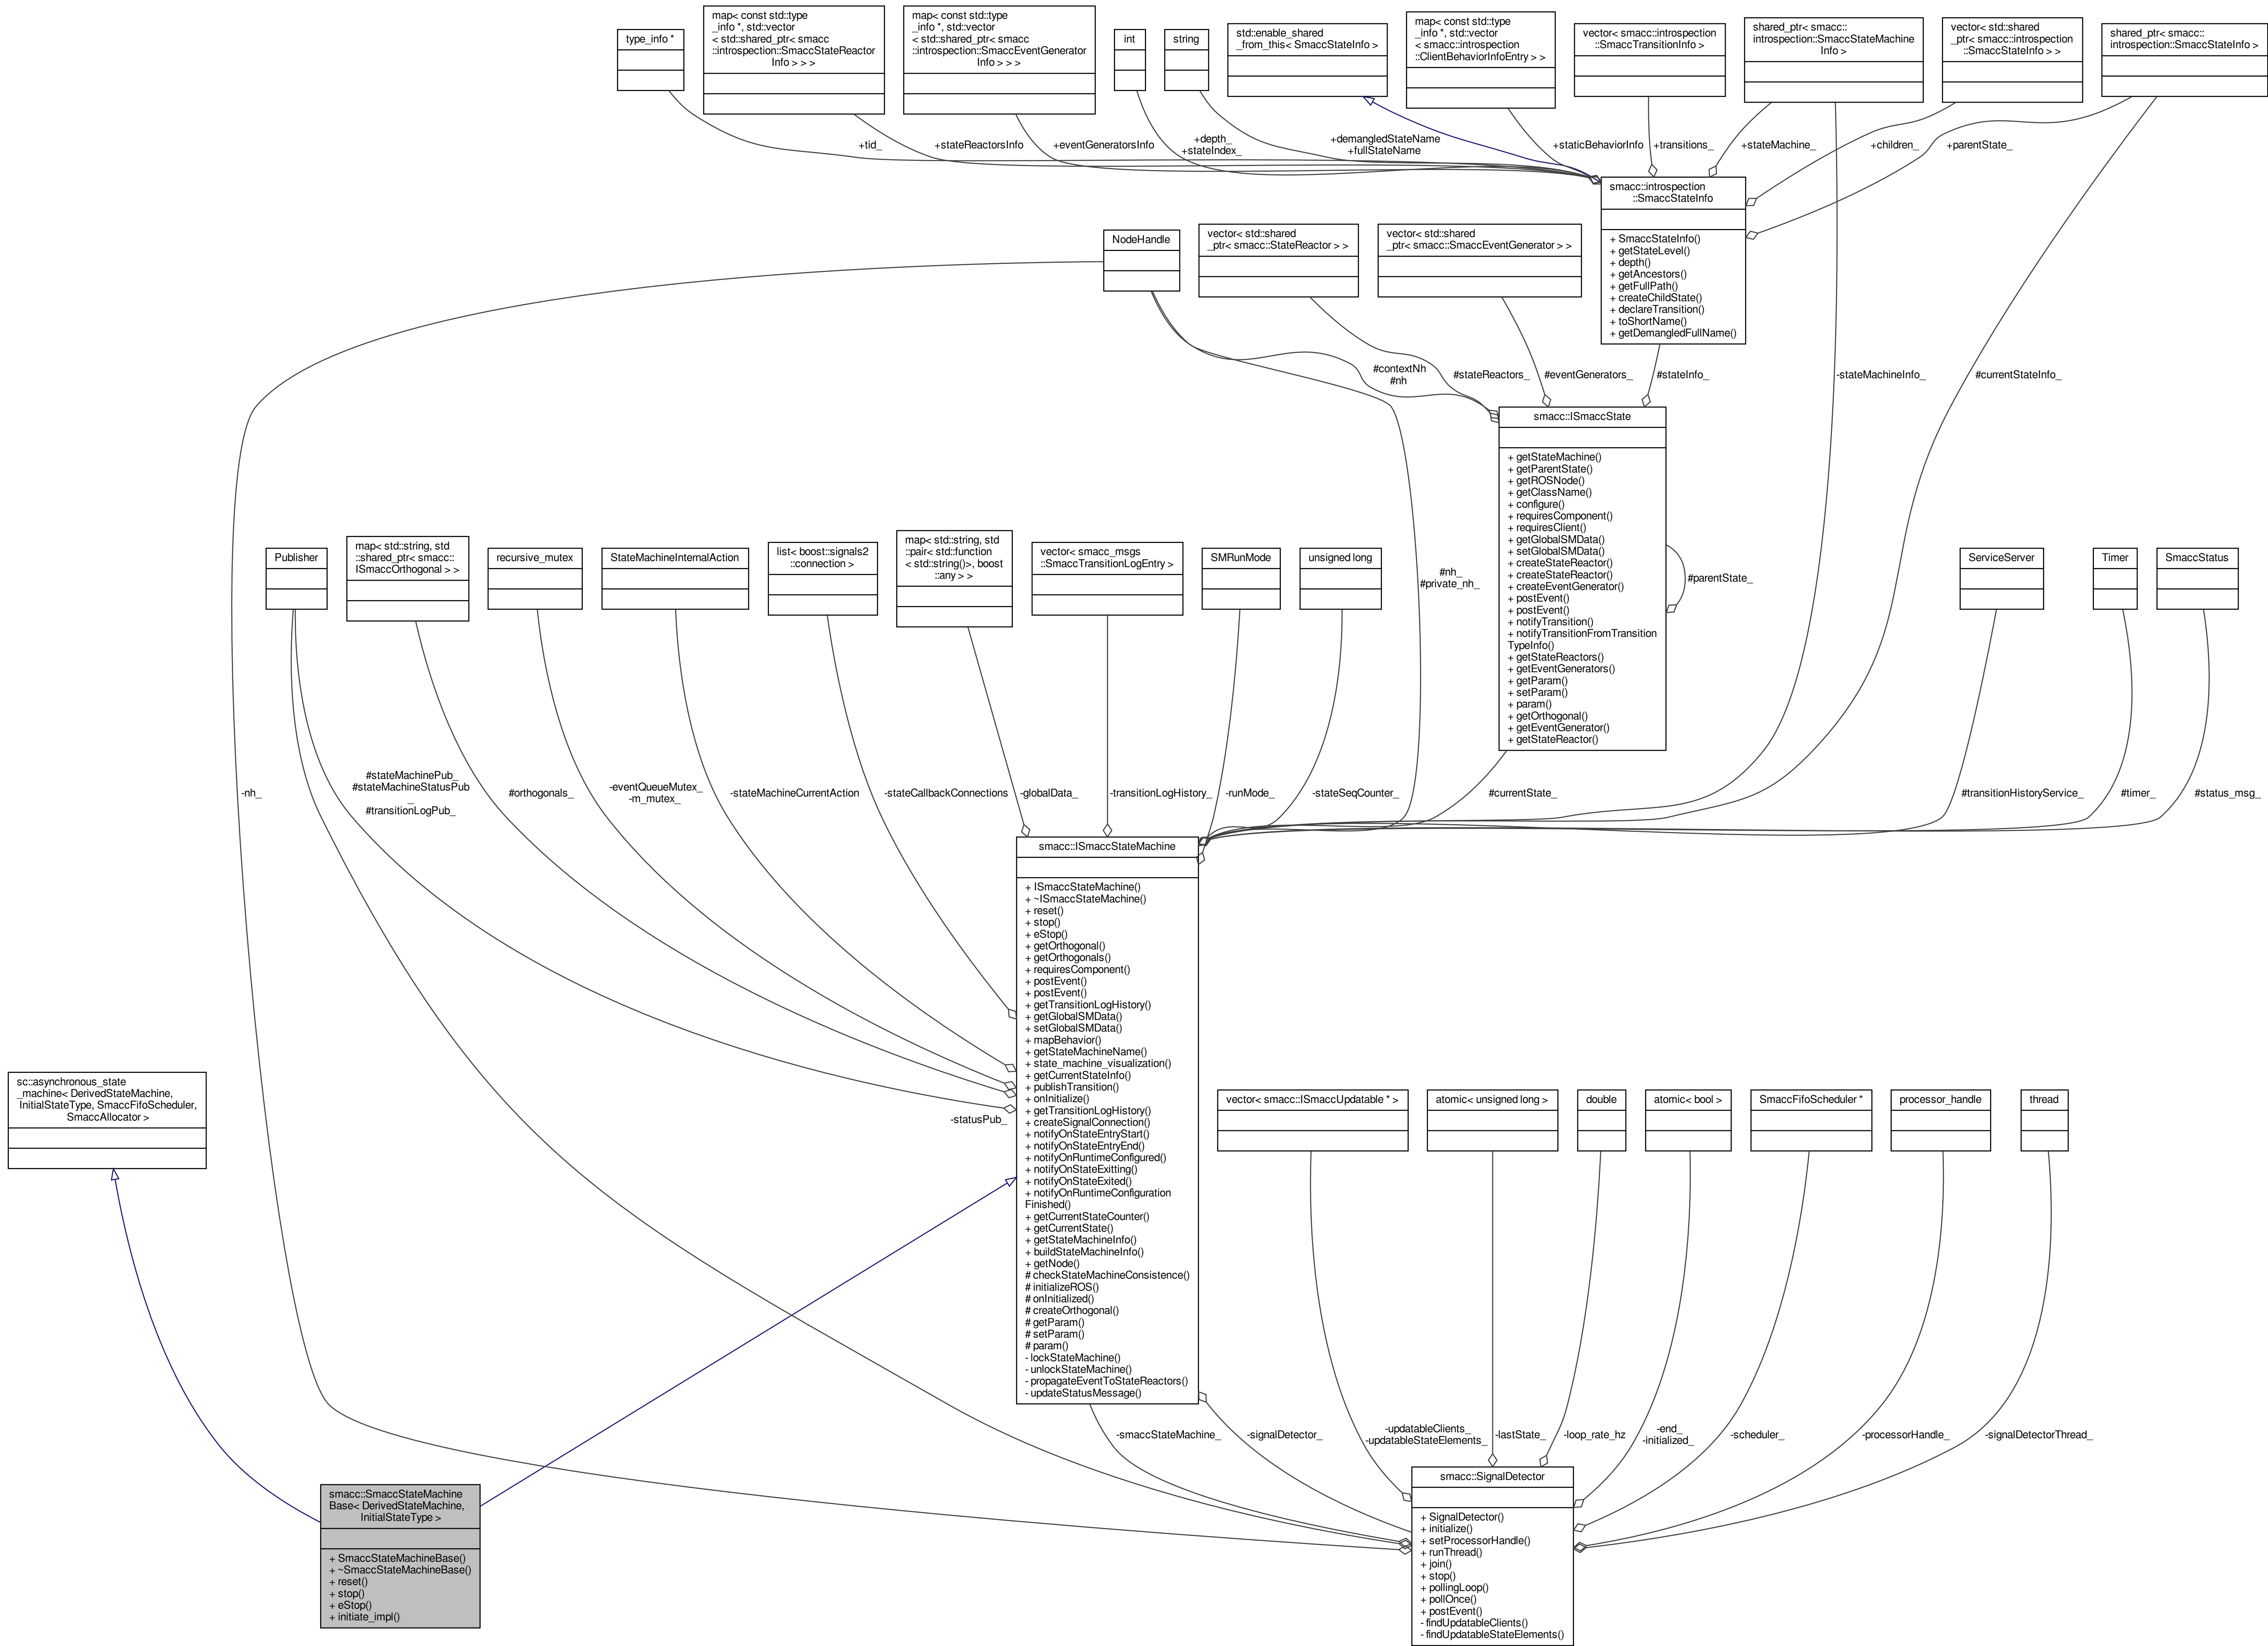 type_info *
map< const std::type
_info *, std::vector
< std::shared_ptr< smacc
::introspection::SmaccStateReactor
Info > > >
map< const std::type
_info *, std::vector
< std::shared_ptr< smacc
::introspection::SmaccEventGenerator
Info > > >
int
string
std::enable_shared
_from_this< SmaccStateInfo >
map< const std::type
_info *, std::vector
< smacc::introspection
::ClientBehaviorInfoEntry > >
vector< smacc::introspection
::SmaccTransitionInfo >
shared_ptr< smacc::
introspection::SmaccStateMachine
Info >
vector< std::shared
_ptr< smacc::introspection
::SmaccStateInfo > >
shared_ptr< smacc::
introspection::SmaccStateInfo >
+tid_
+stateReactorsInfo
+eventGeneratorsInfo
+depth_
+stateIndex_
+demangledStateName
+fullStateName
+staticBehaviorInfo
+transitions_
+stateMachine_
+children_
+parentState_
smacc::introspection
::SmaccStateInfo
+ SmaccStateInfo()
+ getStateLevel()
+ depth()
+ getAncestors()
+ getFullPath()
+ createChildState()
+ declareTransition()
+ toShortName()
+ getDemangledFullName()
NodeHandle
vector< std::shared
_ptr< smacc::StateReactor > >
vector< std::shared
_ptr< smacc::SmaccEventGenerator > >
#contextNh
#nh
#stateReactors_
#eventGenerators_
#stateInfo_
-stateMachineInfo_
#currentStateInfo_
smacc::ISmaccState
+ getStateMachine()
+ getParentState()
+ getROSNode()
+ getClassName()
+ configure()
+ requiresComponent()
+ requiresClient()
+ getGlobalSMData()
+ setGlobalSMData()
+ createStateReactor()
+ createStateReactor()
+ createEventGenerator()
+ postEvent()
+ postEvent()
+ notifyTransition()
+ notifyTransitionFromTransition
TypeInfo()
+ getStateReactors()
+ getEventGenerators()
+ getParam()
+ setParam()
+ param()
+ getOrthogonal()
+ getEventGenerator()
+ getStateReactor()
#parentState_
Publisher
map< std::string, std
::shared_ptr< smacc::
ISmaccOrthogonal > >
recursive_mutex
StateMachineInternalAction
list< boost::signals2
::connection >
map< std::string, std
::pair< std::function
< std::string()>, boost
::any > >
vector< smacc_msgs
::SmaccTransitionLogEntry >
SMRunMode
unsigned long
#nh_
#private_nh_
ServiceServer
Timer
SmaccStatus
-nh_
#stateMachinePub_
#stateMachineStatusPub
_
#transitionLogPub_
#orthogonals_
-eventQueueMutex_
-m_mutex_
-stateMachineCurrentAction
-stateCallbackConnections
-globalData_
-transitionLogHistory_
-runMode_
-stateSeqCounter_
#currentState_
#transitionHistoryService_
#timer_
#status_msg_
smacc::ISmaccStateMachine
+ ISmaccStateMachine()
+ ~ISmaccStateMachine()
+ reset()
+ stop()
+ eStop()
+ getOrthogonal()
+ getOrthogonals()
+ requiresComponent()
+ postEvent()
+ postEvent()
+ getTransitionLogHistory()
+ getGlobalSMData()
+ setGlobalSMData()
+ mapBehavior()
+ getStateMachineName()
+ state_machine_visualization()
+ getCurrentStateInfo()
+ publishTransition()
+ onInitialize()
+ getTransitionLogHistory()
+ createSignalConnection()
+ notifyOnStateEntryStart()
+ notifyOnStateEntryEnd()
+ notifyOnRuntimeConfigured()
+ notifyOnStateExitting()
+ notifyOnStateExited()
+ notifyOnRuntimeConfiguration
Finished()
+ getCurrentStateCounter()
+ getCurrentState()
+ getStateMachineInfo()
+ buildStateMachineInfo()
+ getNode()
# checkStateMachineConsistence()
# initializeROS()
# onInitialized()
# createOrthogonal()
# getParam()
# setParam()
# param()
- lockStateMachine()
- unlockStateMachine()
- propagateEventToStateReactors()
- updateStatusMessage()
sc::asynchronous_state
_machine< DerivedStateMachine,
InitialStateType, SmaccFifoScheduler,
SmaccAllocator >
-statusPub_
vector< smacc::ISmaccUpdatable * >
atomic< unsigned long >
double
atomic< bool >
SmaccFifoScheduler *
processor_handle
thread
-smaccStateMachine_
-signalDetector_
-updatableClients_
-updatableStateElements_
-lastState_
-loop_rate_hz
-end_
-initialized_
-scheduler_
-processorHandle_
-signalDetectorThread_
smacc::SmaccStateMachine
Base< DerivedStateMachine,
InitialStateType >
+ SmaccStateMachineBase()
+ ~SmaccStateMachineBase()
+ reset()
+ stop()
+ eStop()
+ initiate_impl()
smacc::SignalDetector
+ SignalDetector()
+ initialize()
+ setProcessorHandle()
+ runThread()
+ join()
+ stop()
+ pollingLoop()
+ pollOnce()
+ postEvent()
- findUpdatableClients()
- findUpdatableStateElements()